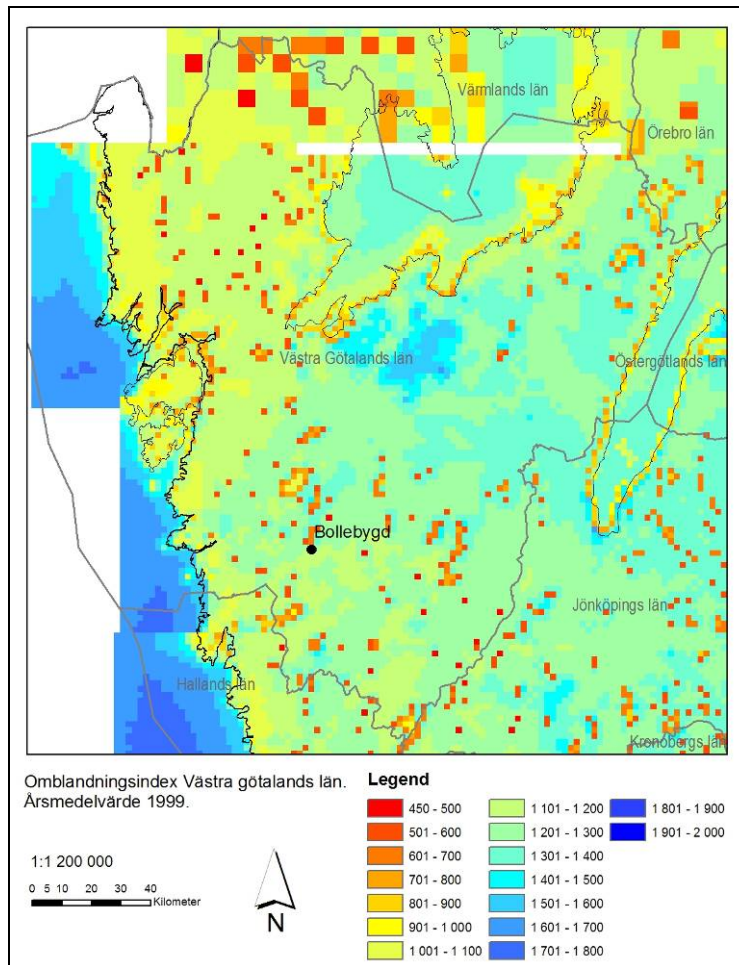 Värmlands län
Örebro län
Västra Götalands län
Östergötlands län
Bollebygd
Jönköpings län
Hallands län
Kronobergs län
Omblandningsindex Västra götalands län.
Årsmedelvärde 1999.
1:1 200 000
0 5 10 20 30 40
Kilometer
N
Legend
450 - 500
501 - 600
601 - 700
701 - 800
801 - 900
901 - 1 000
1 001 - 1 100
1 101 - 1 200
1 201 - 1 300
1 301 - 1 400
1 401 - 1 500
1 501 - 1 600
1 601 - 1 700
1 701 - 1 800
1 801 - 1 900
1 901 - 2 000